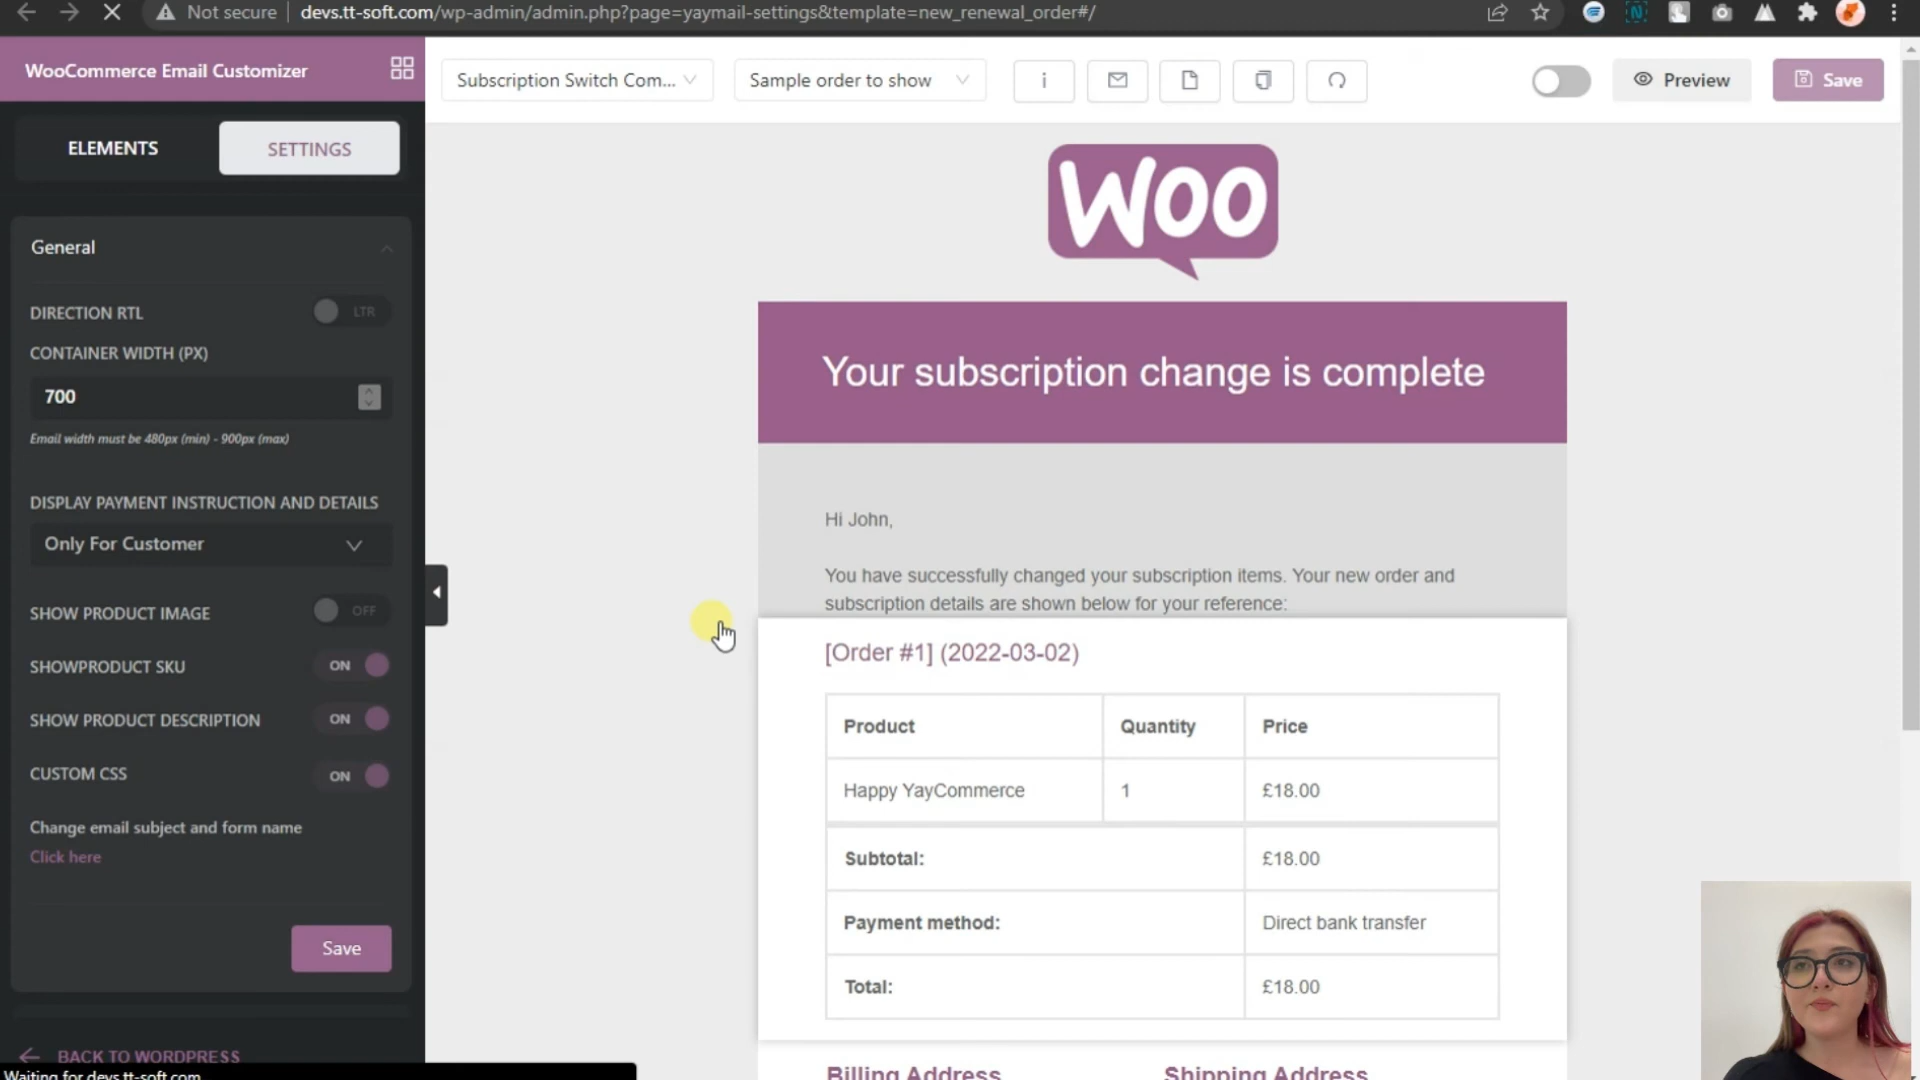 Not secure
devs.tt-soft.com/wp-admin/admin.php?page=yaymail-settings&template=new_renewal_order#/
WooCommerce Email Customizer
Subscription Switch Com...
Sample order to show
i
Preview
Save
ELEMENTS
SETTINGS
General
DIRECTION RTL
LTR
CONTAINER WIDTH (PX)
700
Email width must be 480px (min) - 900px (max)
DISPLAY PAYMENT INSTRUCTION AND DETAILS
Only For Customer
SHOW PRODUCT IMAGE
OFF
SHOWPRODUCT SKU
ON
SHOW PRODUCT DESCRIPTION
ON
CUSTOM CSS
ON
Change email subject and form name
Click here
Save
BACK TO WORDPRESS
Waiting for devs.tt-soft.com
Woo
Your subscription change is complete
Hi John,
You have successfully changed your subscription items. Your new order and
subscription details are shown below for your reference:
[Order #1] (2022-03-02)
Product Quantity Price
Happy YayCommerce 1 £18.00
Subtotal: £18.00
Payment method: Direct bank transfer
Total: £18.00
Billing Address Shipping Address